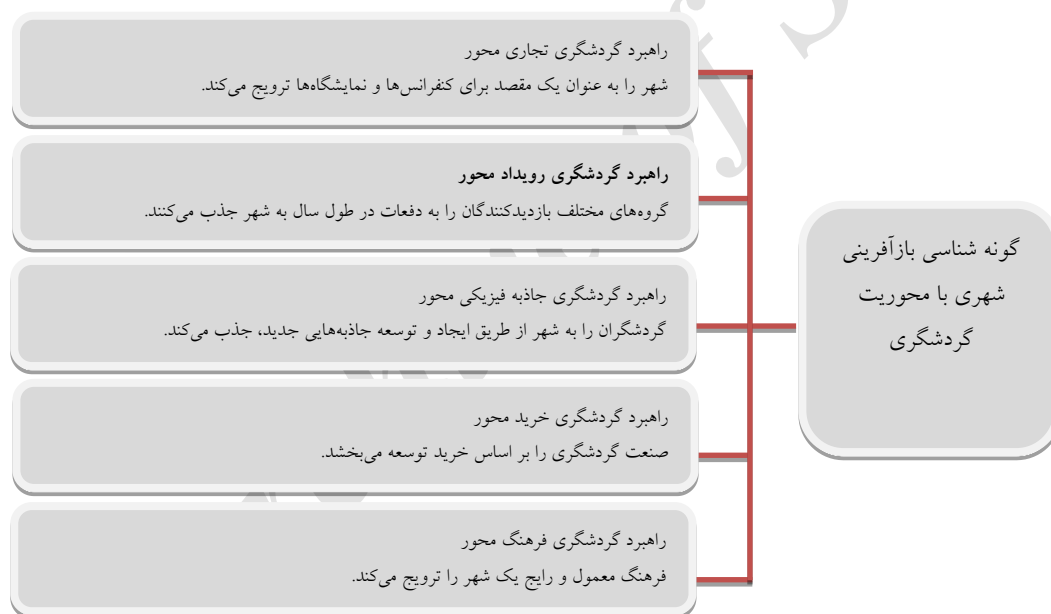 راهبرد گردشگری تجاری محور
شهر را به عنوان یک مقصد برای کنفرانس‌ها و نمایشگاه‌ها ترویج می‌کند.
راهبرد گردشگری رویداد محور
گروه‌های مختلف بازدیدکنندگان را به دفعات در طول سال به شهر جذب می‌کنند.
گونه شناسی بازآفرینی
شهری با محوریت
گردشگری
راهبرد گردشگری جاذبه فیزیکی محور
گردشگران را به شهر از طریق ایجاد و توسعه جاذبه‌هایی جدید، جذب می‌کند.
راهبرد گردشگری خرید محور
صنعت گردشگری را بر اساس خرید توسعه می‌بخشد.
راهبرد گردشگری فرهنگ محور
فرهنگ معمول و رایج یک شهر را ترویج می‌کند.